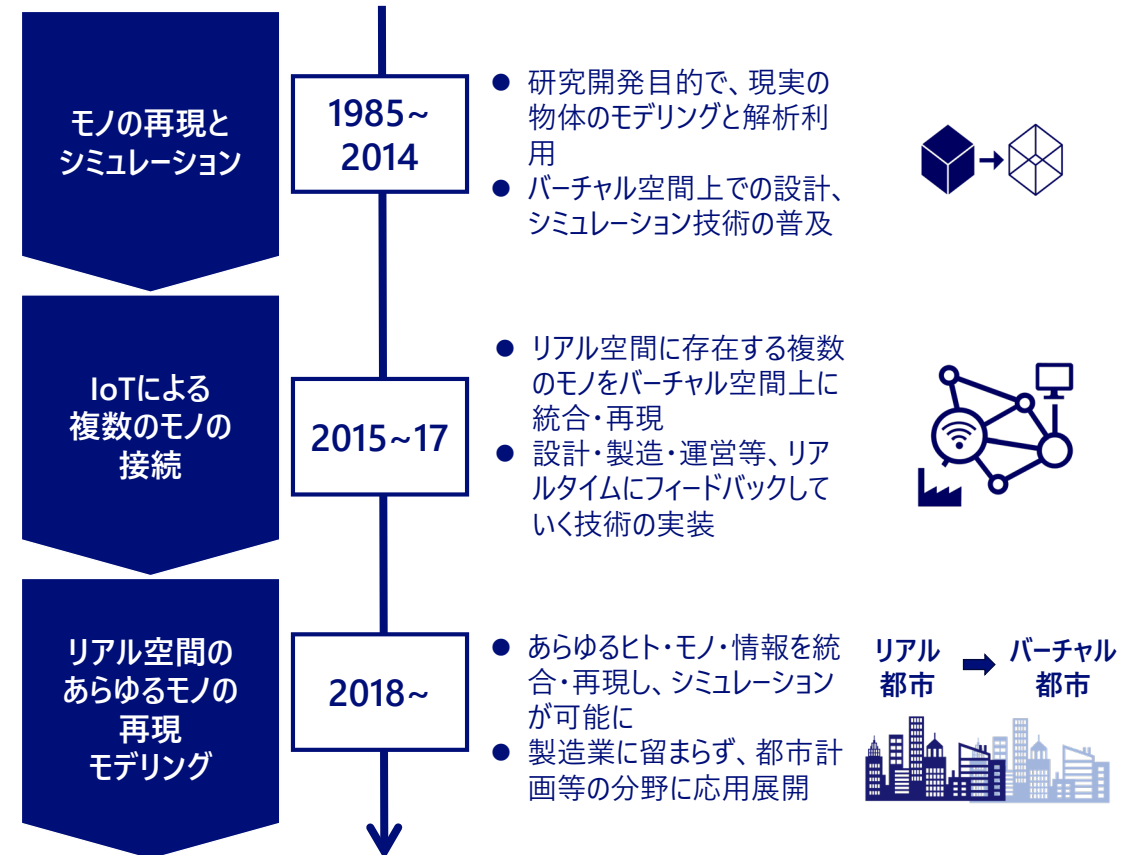 モノの再現と
シミュレーション
1985~
2014
● 研究開発目的で、現実の
物体のモデリングと解析利
用
● バーチャル空間上での設計、
シミュレーション技術の普及
IoTによる
複数のモノの
接続
2015~17
● リアル空間に存在する複数
のモノをバーチャル空間上に
統合・再現
● 設計・製造・運営等、リア
ルタイムにフィードバックして
いく技術の実装
リアル空間の
あらゆるモノの
再現
モデリング
2018~
● あらゆるヒト・モノ・情報を統
合・再現し、シミュレーション
が可能に
● 製造業に留まらず、都市計
画等の分野に応用展開
リアル
都市
バーチャル
都市